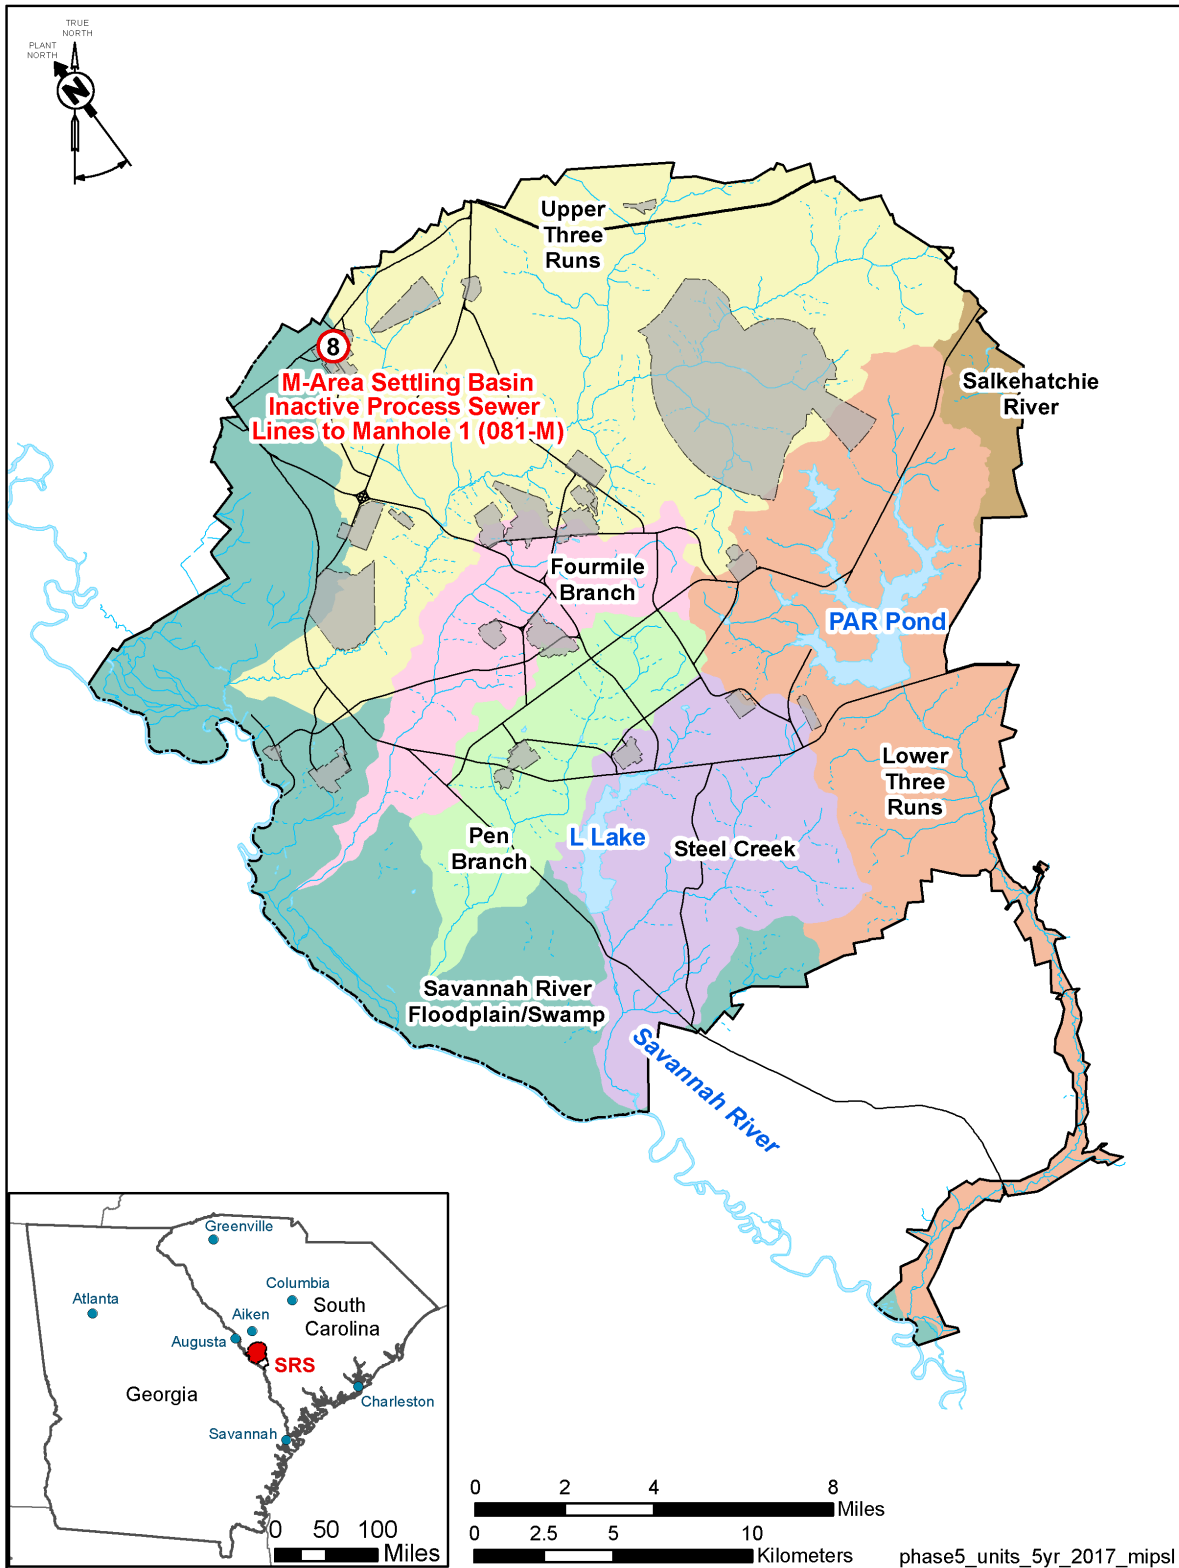 TRUE
NORTH
PLANT
NORTH
N
Upper
Three
Runs
8
M-Area Settling Basin
Inactive Process Sewer
Lines to Manhole 1 (081-M)
Salkehatchie
River
Fourmile
Branch
PAR Pond
Lower
Three
Runs
Pen
Branch
L Lake
Steel Creek
Savannah River
Floodplain/Swamp
Savannah River
Greenville
Columbia
Atlanta
South
Carolina
Aiken
Augusta
SRS
Georgia
Charleston
Savannah
0 50 100
Miles
0 2 4 8
Miles
0 2.5 5 10
Kilometers
phase5_units_5yr_2017_mipsl